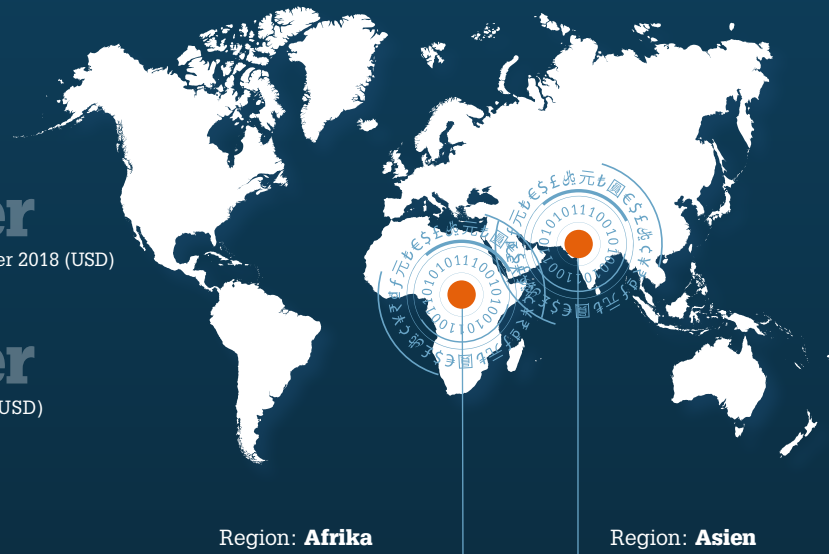 er
er 2018 (USD)
er
USD)
Region: Afrika
Region: Asien